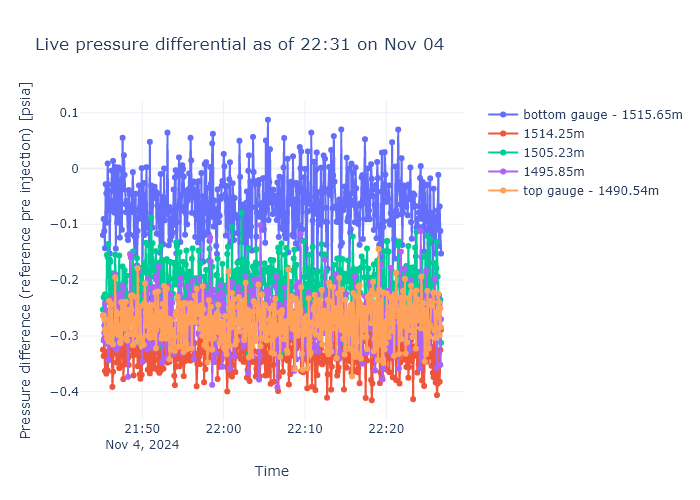 Live pressure differential as of 22:31 on Nov 04
Pressure difference (reference pre injection) [psia]
0.1
0
−0.1
−0.2
−0.3
−0.4
21:50
22:00
22:10
22:20
Nov 4, 2024
Time
bottom gauge - 1515.65m
1514.25m
1505.23m
1495.85m
top gauge - 1490.54m